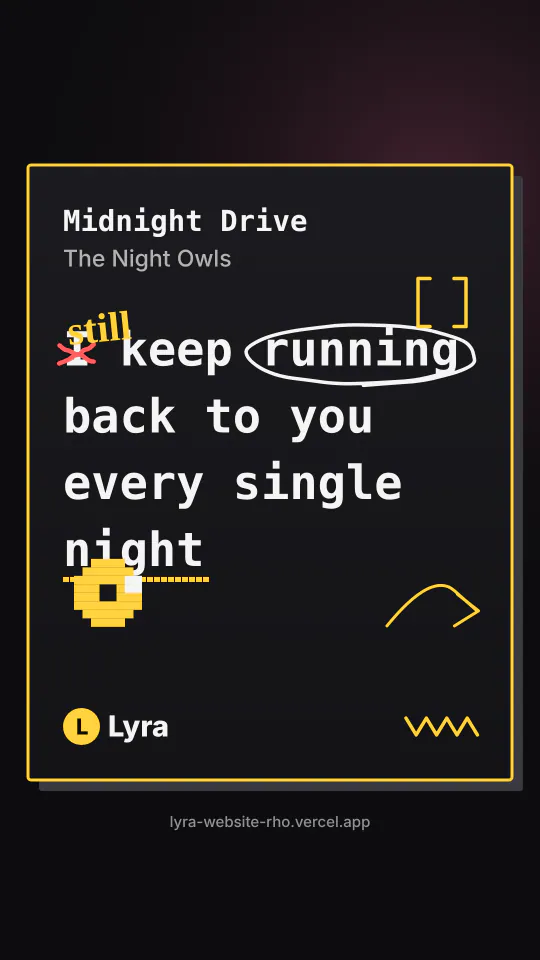 Midnight Drive
The Night Owls
still
I keep running
back to you
every single
night
L Lyra
lyra-website-rho.vercel.app